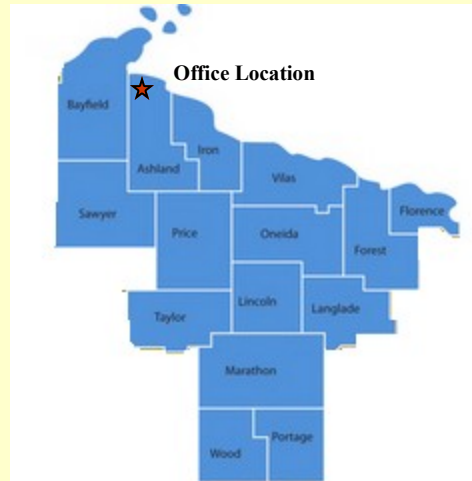 Office Location
Bayfield
Iron
Ashland
Vilas
Sawyer
Florence
Price
Oneida
Forest
Lincoln
Langlade
Taylor
Marathon
Portage
Wood